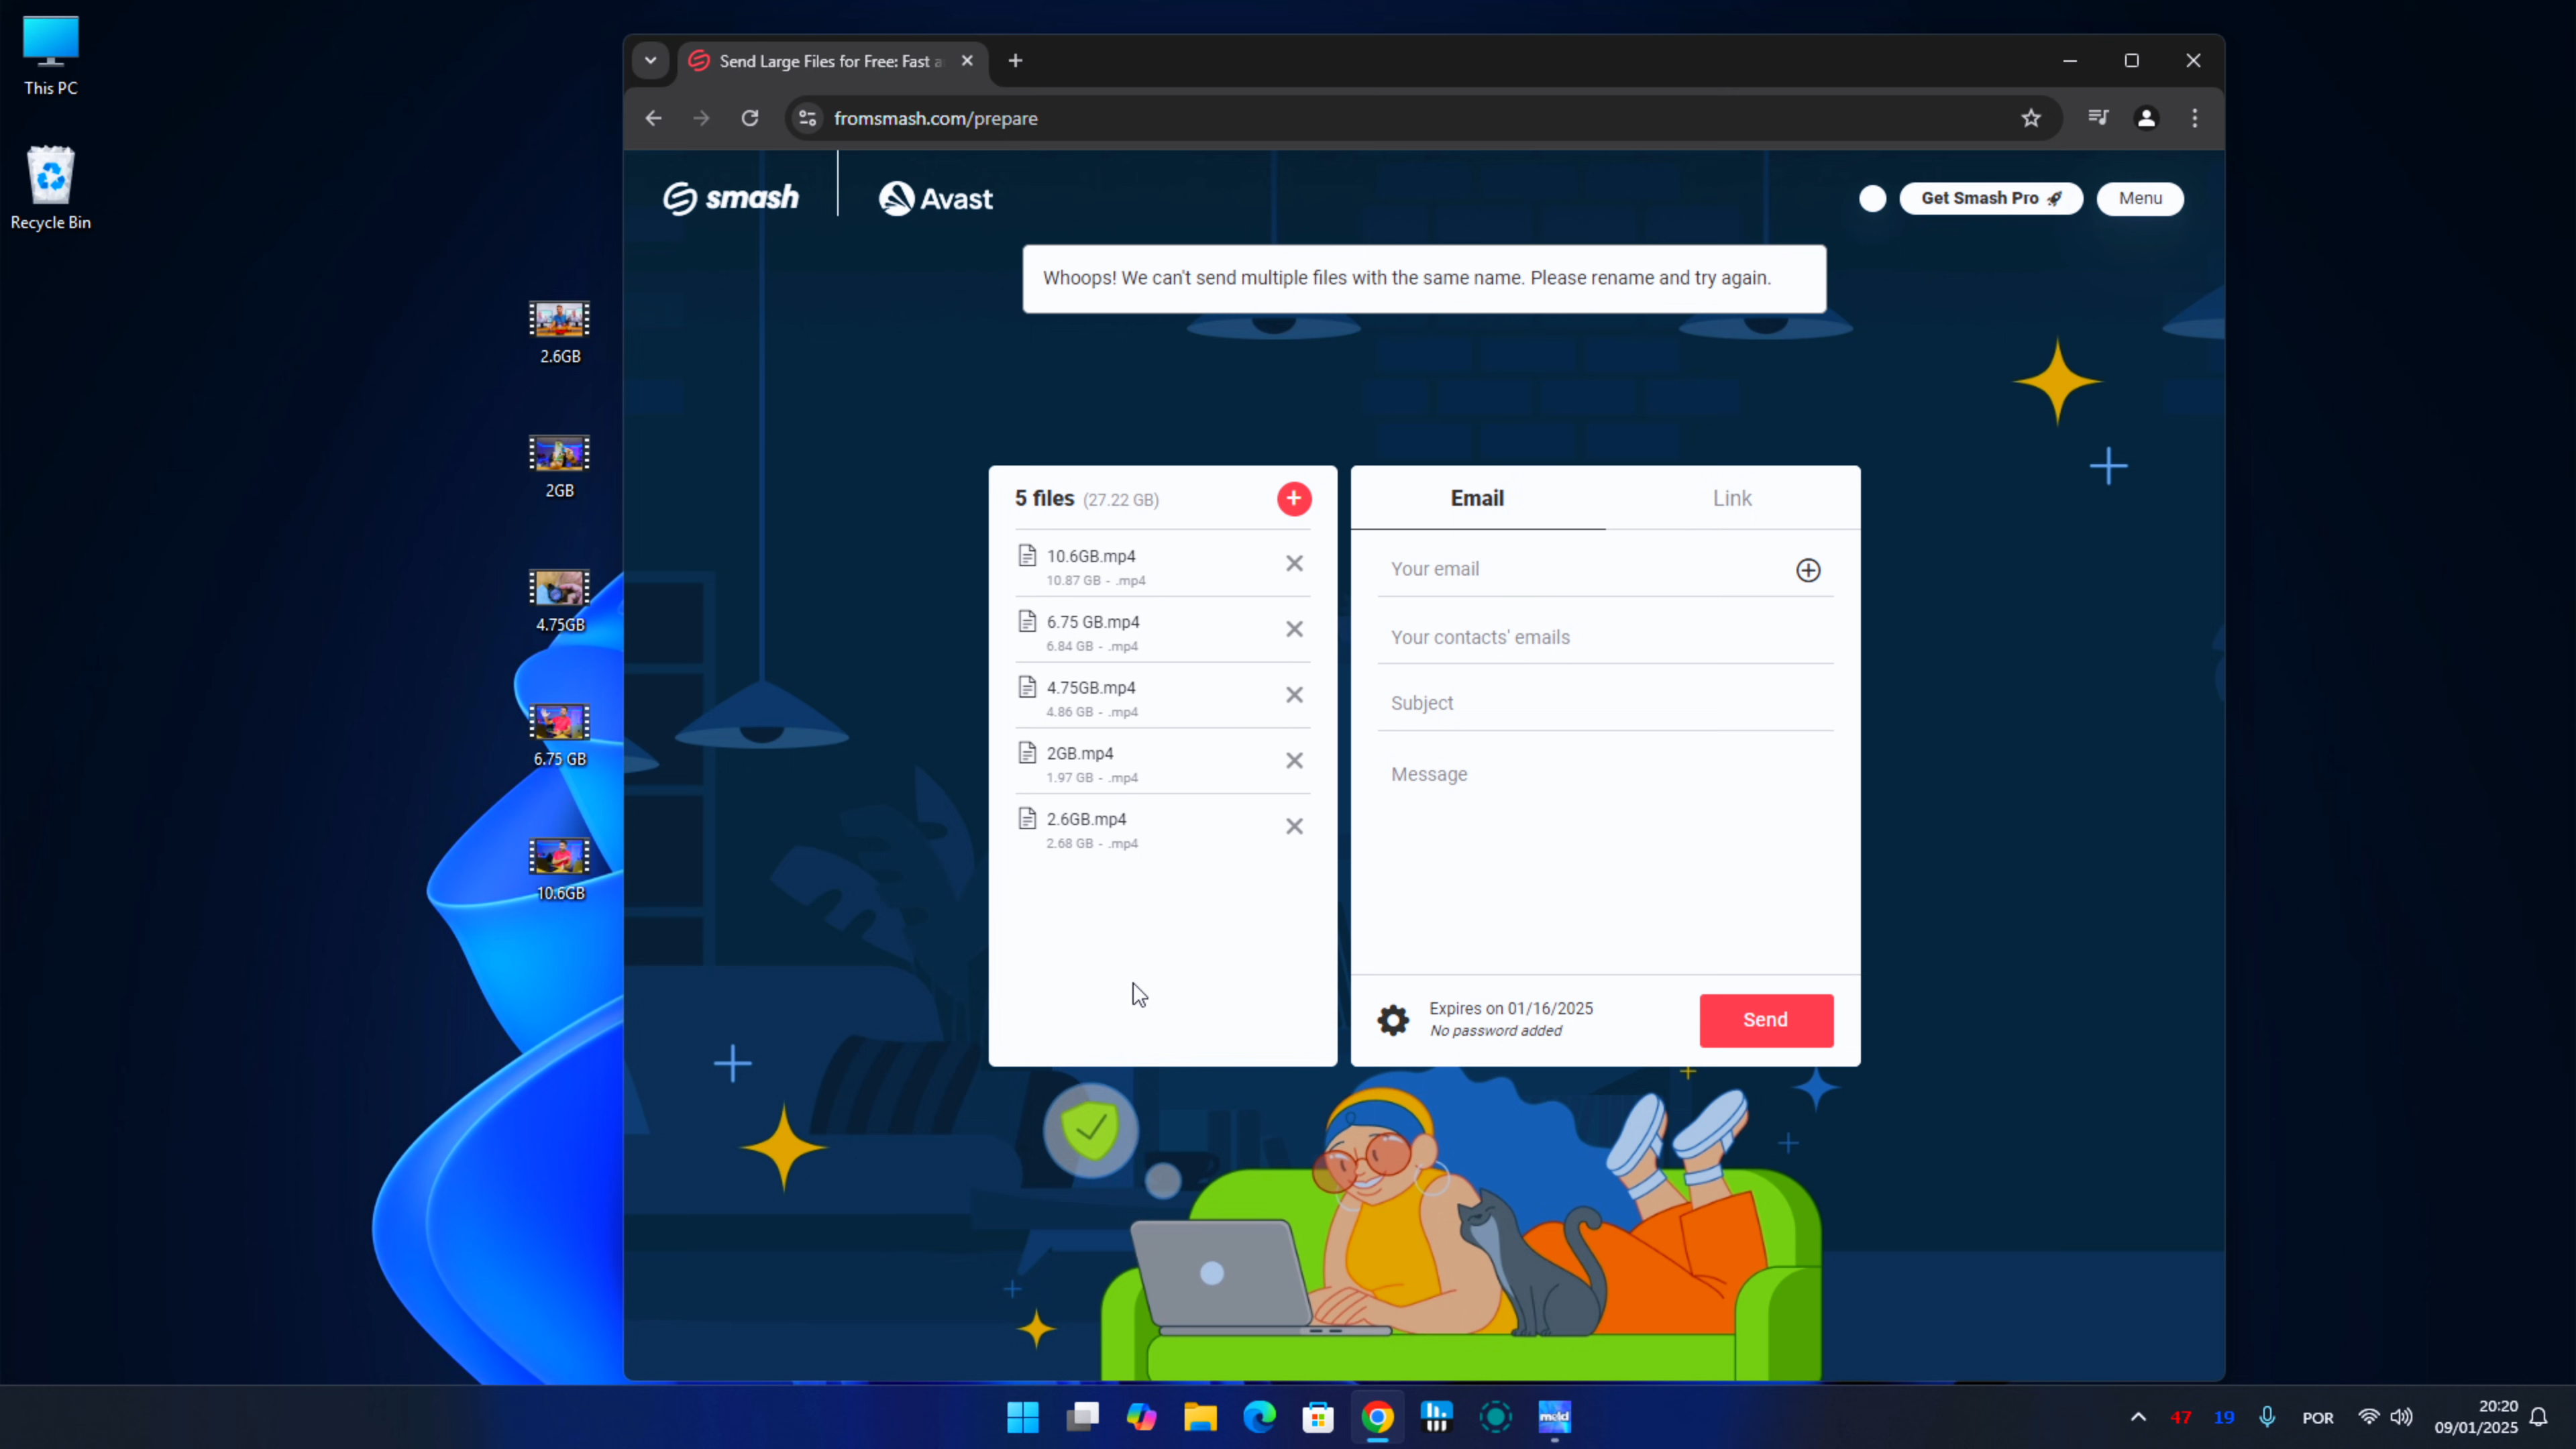 This PC
Recycle Bin
2.6GB
2GB
4.75GB
6.75 GB
10.6GB
Send Large Files for Free: Fast a
fromsmash.com/prepare
smash
Avast
Get Smash Pro
Menu
Whoops! We can't send multiple files with the same name. Please rename and try again.
5 files (27.22 GB)
10.6GB.mp4
10.87 GB - .mp4
6.75 GB.mp4
6.84 GB - .mp4
4.75GB.mp4
4.86 GB - .mp4
2GB.mp4
1.97 GB - .mp4
2.6GB.mp4
2.68 GB - .mp4
Email
Link
Your email
Your contacts' emails
Subject
Message
Expires on 01/16/2025
No password added
Send
meld
47
19
POR
20:20
09/01/2025